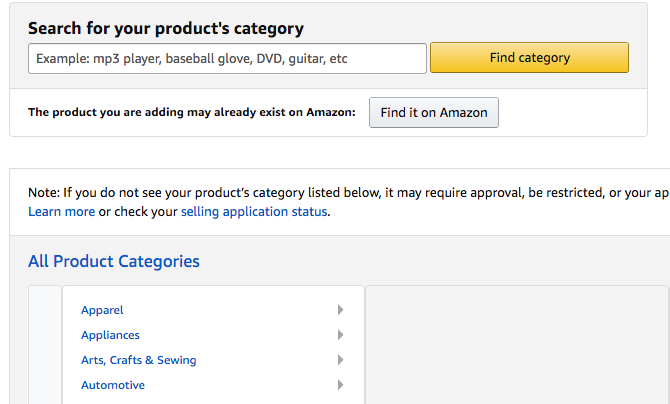 Search for your product's category
Example: mp3 player, baseball glove, DVD, guitar, etc
Find category
The product you are adding may already exist on Amazon:
Find it on Amazon
Note: If you do not see your product's category listed below, it may require approval, be restricted, or your ap
Learn more or check your selling application status.
All Product Categories
Apparel
Appliances
Arts, Crafts & Sewing
Automotive